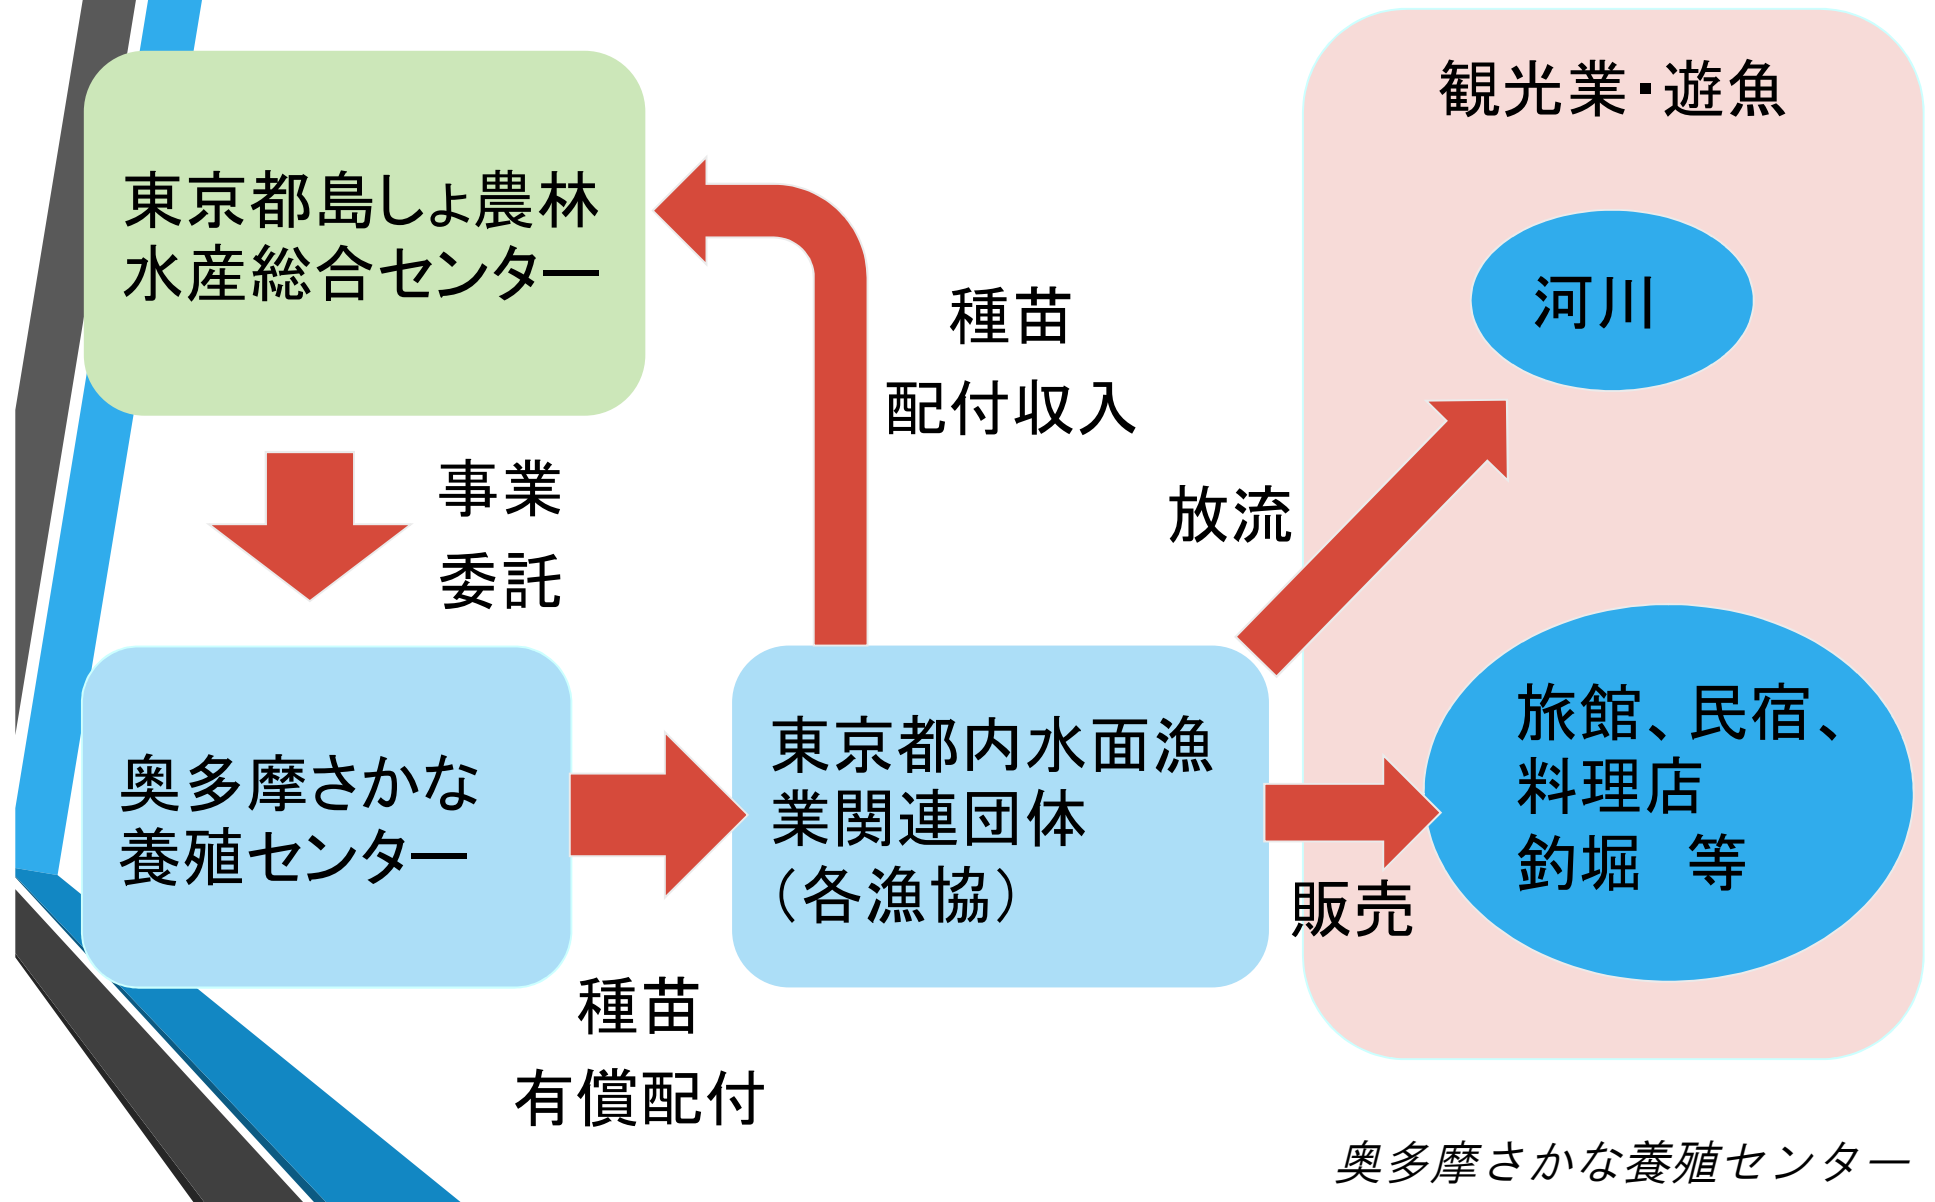 観光業・遊魚
東京都島しょ農林
水産総合センター
河川
種苗
配付収入
事業
委託
放流
奥多摩さかな
養殖センター
東京都内水面漁
業関連団体
（各漁協）
旅館、民宿、
料理店
釣堀　等
販売
種苗
有償配付
奥多摩さかな養殖センター